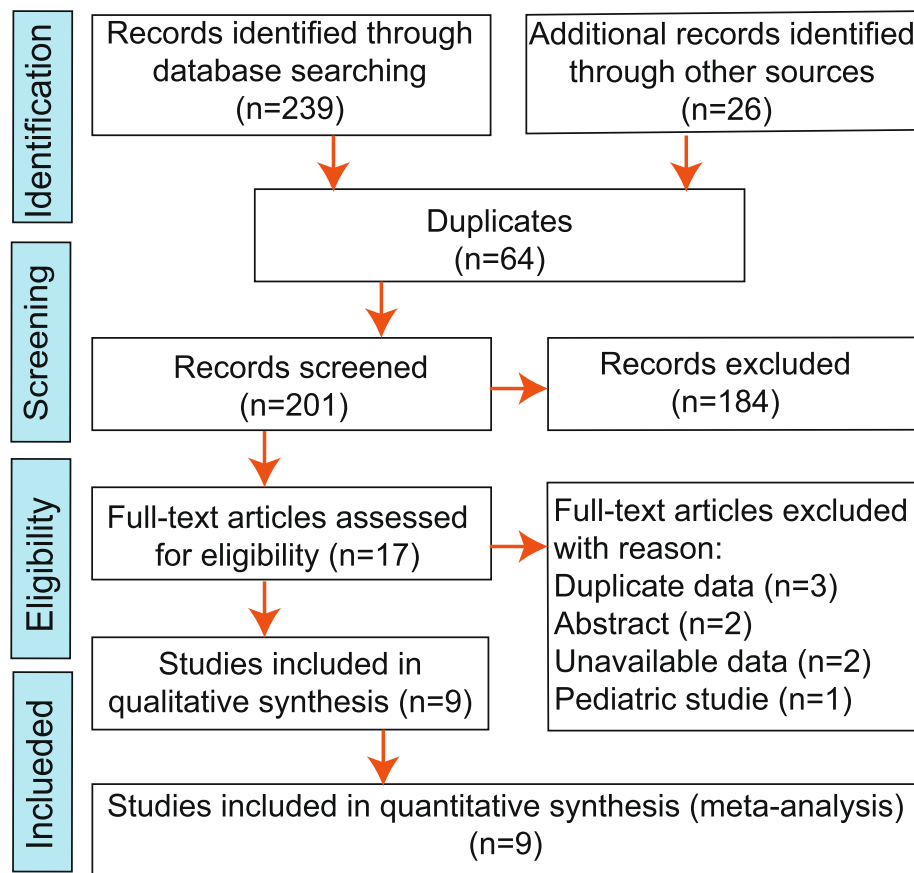 Identification
Records identified through
database searching
(n=239)
Additional records identified
through other sources
(n=26)
Duplicates
(n=64)
Screening
Records screened
(n=201)
Records excluded
(n=184)
Eligibility
Full-text articles assessed
for eligibility (n=17)
Full-text articles excluded
with reason:
Duplicate data (n=3)
Abstract (n=2)
Unavailable data (n=2)
Pediatric studie (n=1)
Studies included in
qualitative synthesis (n=9)
Inclueded
Studies included in quantitative synthesis (meta-analysis)
(n=9)